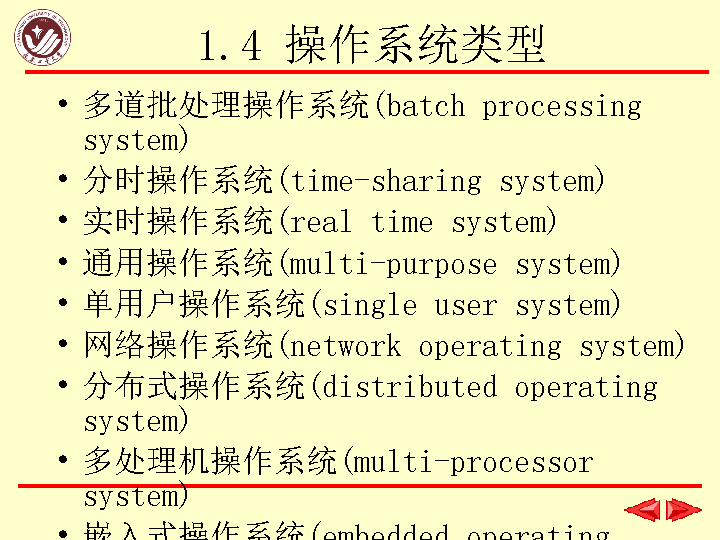 1.4 操作系统类型
• 多道批处理操作系统(batch processing
system)
• 分时操作系统(time-sharing system)
• 实时操作系统(real time system)
• 通用操作系统(multi-purpose system)
• 单用户操作系统(single user system)
• 网络操作系统(network operating system)
• 分布式操作系统(distributed operating
system)
• 多处理机操作系统(multi-processor
system)
• 嵌入式操作系统(embedded operating